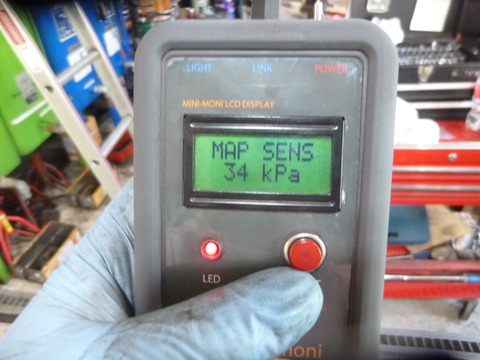 LIGHT LINK POWER
MINI-MONI LCD DISPLAY
MAP SENS
34 kPa
LED